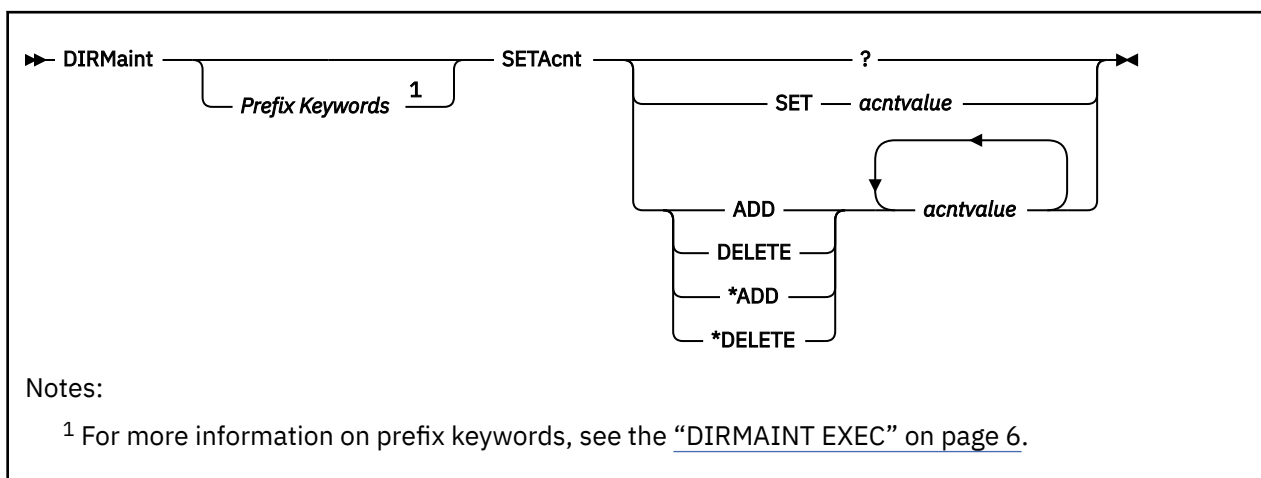 DIRMaint Prefix Keywords 1 SETAcnt ?
SET acntvalue
ADD acntvalue
DELETE
*ADD
*DELETE
Notes:
1 For more information on prefix keywords, see the “DIRMAINT EXEC” on page 6.